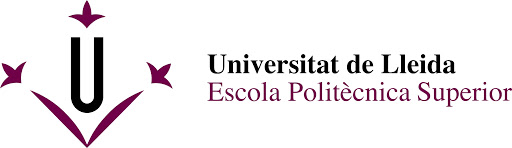 U
Universitat de Lleida
Escola Politècnica Superior